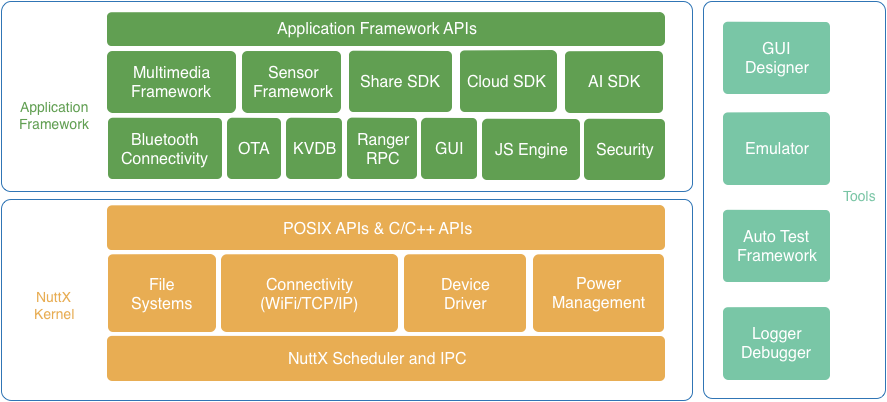 Application Framework APIs
Multimedia
Framework
Sensor
Framework
Share SDK
Cloud SDK
AI SDK
Application
Framework
Bluetooth
Connectivity
OTA
KVDB
Ranger
RPC
GUI
JS Engine
Security
POSIX APIs & C/C++ APIs
NuttX
Kernel
File
Systems
Connectivity
(WiFi/TCP/IP)
Device
Driver
Power
Management
NuttX Scheduler and IPC
GUI
Designer
Emulator
Tools
Auto Test
Framework
Logger
Debugger